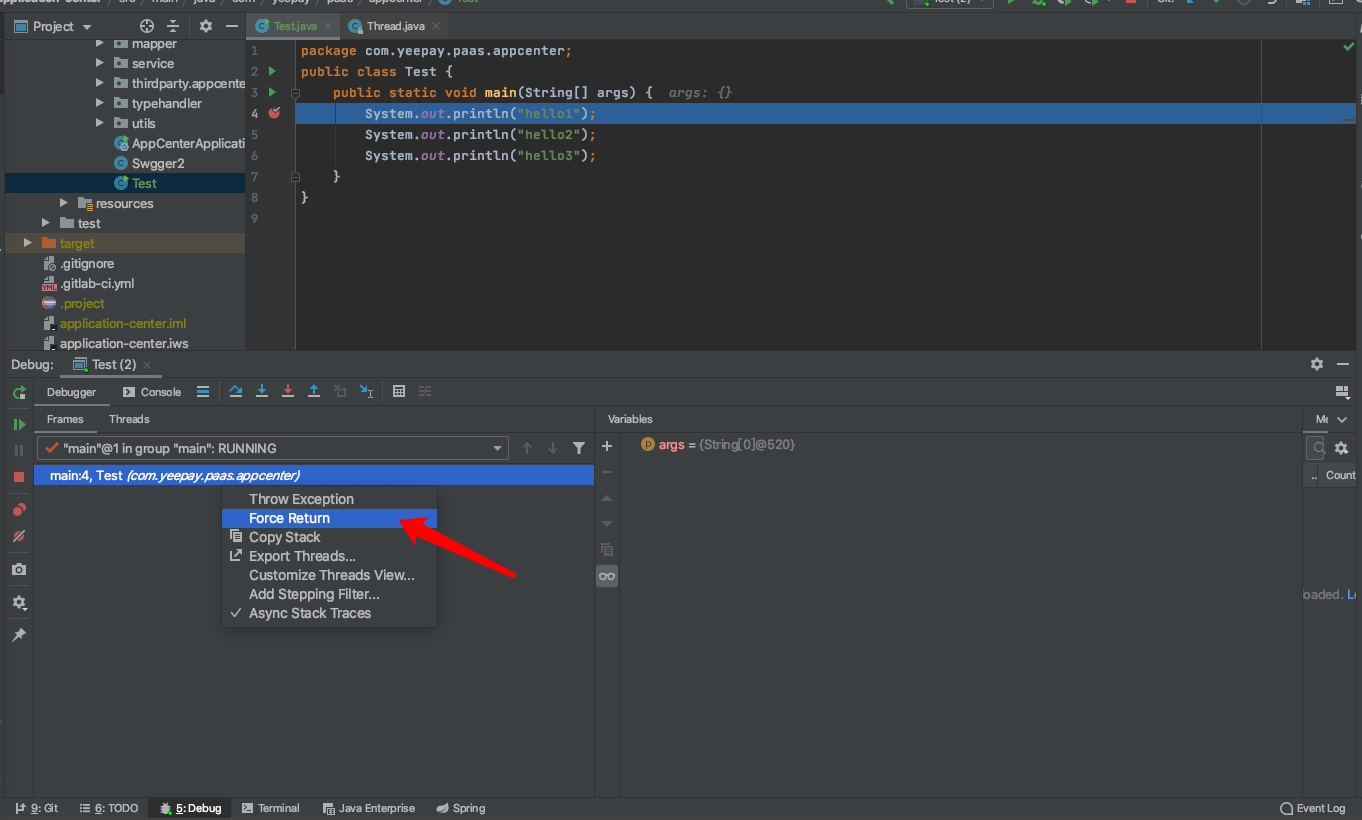 Project
mapper
service
thirdparty.appcente
typehandler
utils
AppCenterApplicati
Swgger2
Test
resources
test
target
.gitignore
.gitlab-ci.yml
.project
application-center.iml
application-center.iws
Test.java
Thread.java
1 package com.yeepay.paas.appcenter;
2 public class Test {
3 public static void main(String[] args) { args: {}
4 System.out.println("hello1");
5 System.out.println("hello2");
6 System.out.println("hello3");
7 }
8 }
9
Debug: Test (2)
Debugger Console
Frames Threads
"main"@1 in group "main": RUNNING
main:4, Test (com.yeepay.paas.appcenter)
Throw Exception
Force Return
Copy Stack
Export Threads...
Customize Threads View...
Add Stepping Filter...
Async Stack Traces
Variables
args = {String[0]@520}
Me
.. Count
oaded. Lo
9: Git 6: TODO 5: Debug Terminal Java Enterprise Spring Event Log